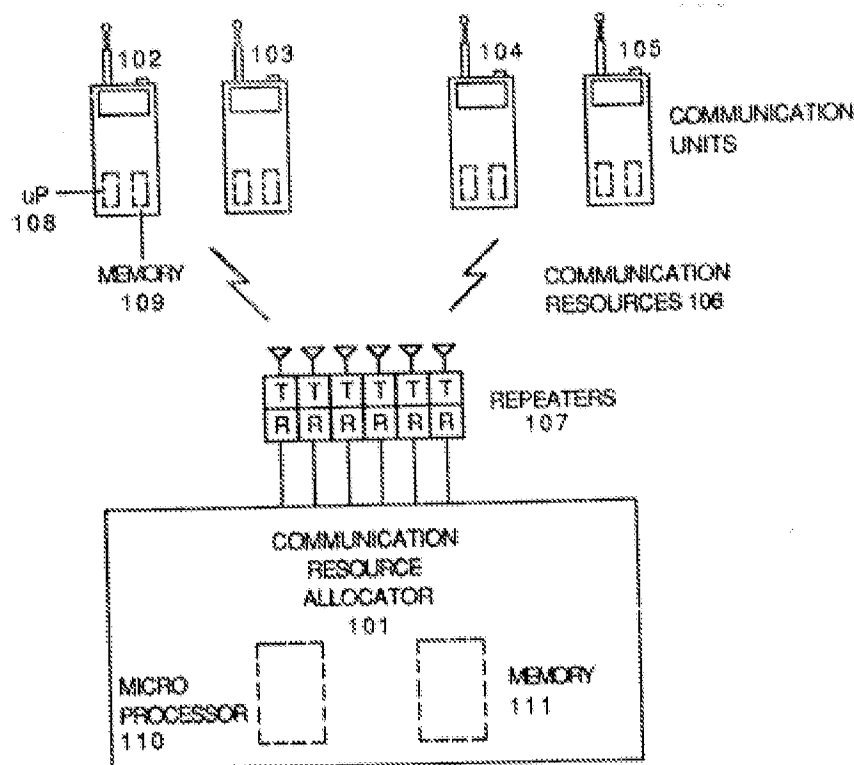 102
103
104
105
COMMUNICATION
UNITS
uP
108
MEMORY
109
COMMUNICATION
RESOURCES 106
T T T T T T
R R R R R R
REPEATERS
107
COMMUNICATION
RESOURCE
ALLOCATOR
101
MICRO
PROCESSOR
110
MEMORY
111